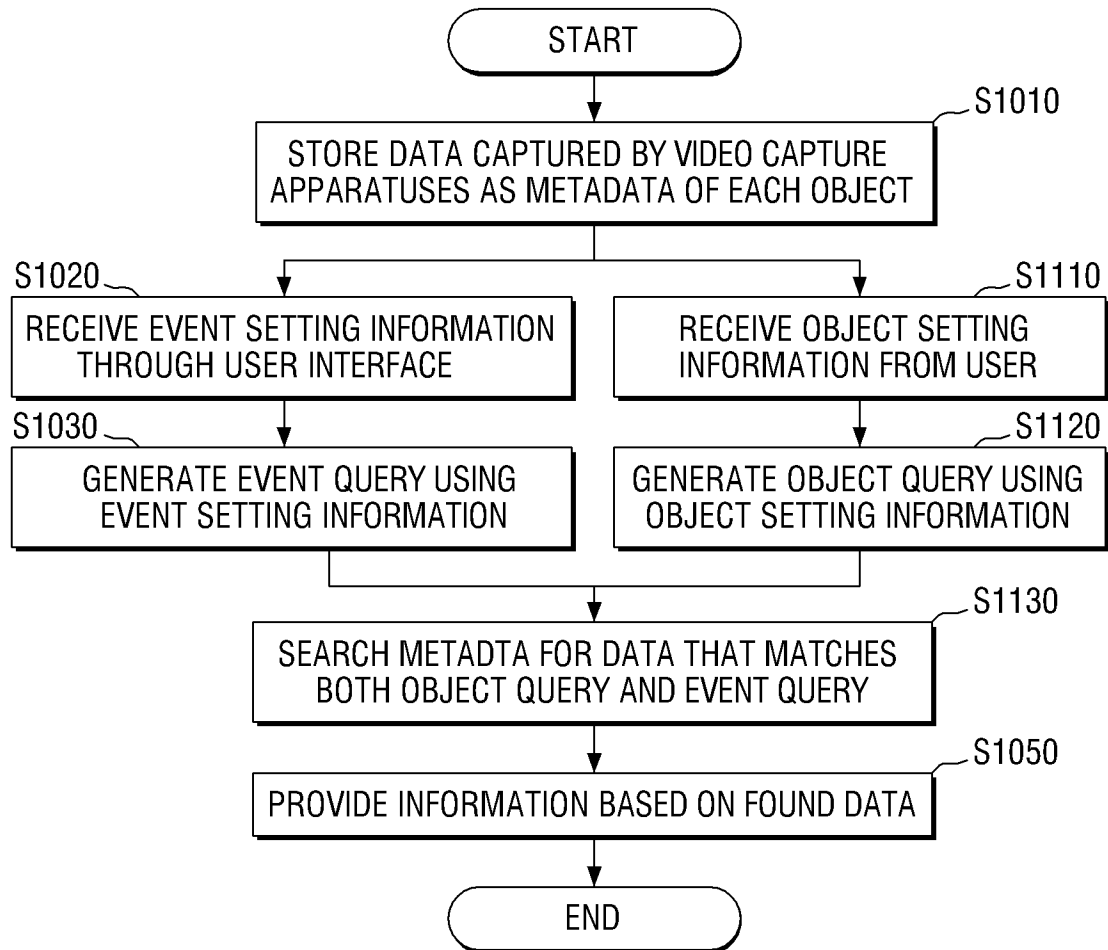 START
S1010
STORE DATA CAPTURED BY VIDEO CAPTURE
APPARATUSES AS METADATA OF EACH OBJECT
S1020
RECEIVE EVENT SETTING INFORMATION
THROUGH USER INTERFACE
S1110
RECEIVE OBJECT SETTING
INFORMATION FROM USER
S1030
GENERATE EVENT QUERY USING
EVENT SETTING INFORMATION
S1120
GENERATE OBJECT QUERY USING
OBJECT SETTING INFORMATION
S1130
SEARCH METADTA FOR DATA THAT MATCHES
BOTH OBJECT QUERY AND EVENT QUERY
S1050
PROVIDE INFORMATION BASED ON FOUND DATA
END